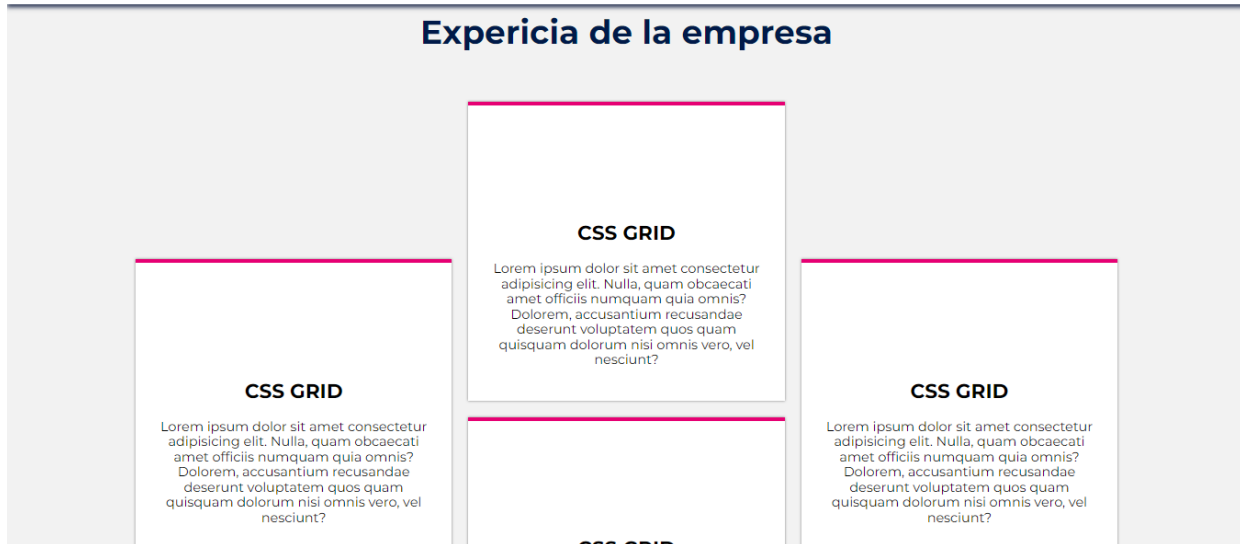 Expericia de la empresa
CSS GRID
Lorem ipsum dolor sit amet consectetur
adipisicing elit. Nulla, quam obcaecati
amet officiis numquam quia omnis?
Dolorem, accusantium recusandae
deserunt voluptatem quos quam
quisquam dolorum nisi omnis vero, vel
nesciunt?
CSS GRID
Lorem ipsum dolor sit amet consectetur
adipisicing elit. Nulla, quam obcaecati
amet officiis numquam quia omnis?
Dolorem, accusantium recusandae
deserunt voluptatem quos quam
quisquam dolorum nisi omnis vero, vel
nesciunt?
CSS GRID
Lorem ipsum dolor sit amet consectetur
adipisicing elit. Nulla, quam obcaecati
amet officiis numquam quia omnis?
Dolorem, accusantium recusandae
deserunt voluptatem quos quam
quisquam dolorum nisi omnis vero, vel
nesciunt?
CSS GRID